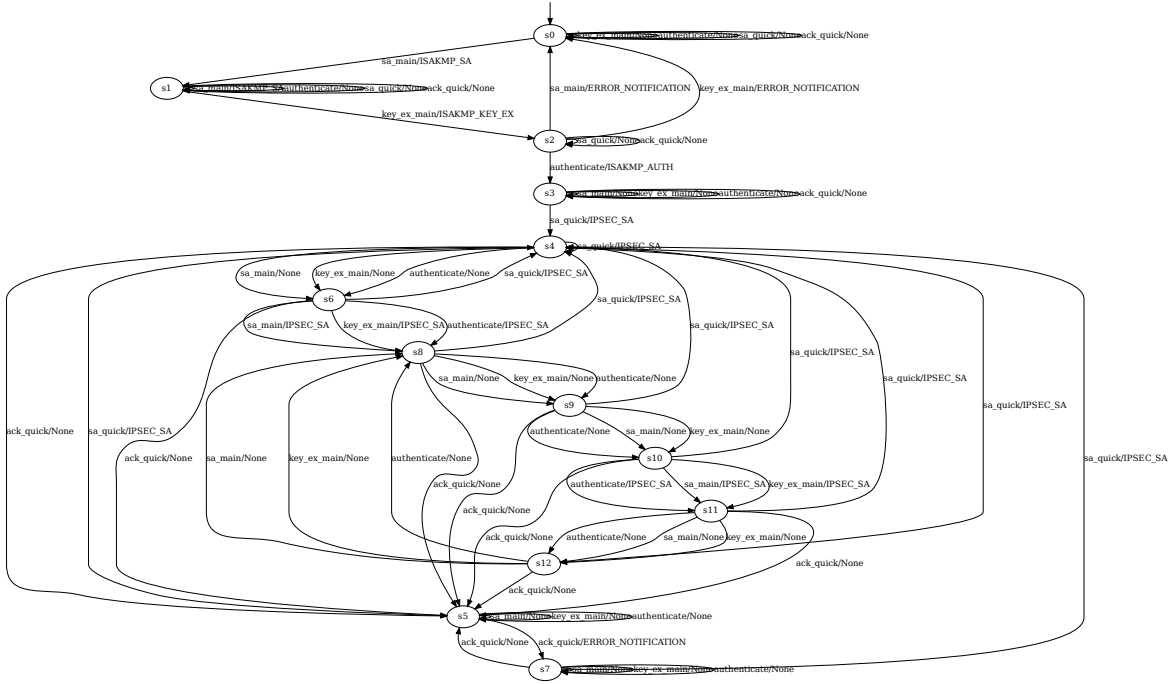 s0
key_ex_main/None
authenticate/None
sa_quick/None
ack_quick/None
sa_main/ISAKMP_SA
s1
sa_main/ISAKMP_SA
authenticate/None
sa_quick/None
ack_quick/None
sa_main/ERROR_NOTIFICATION
key_ex_main/ERROR_NOTIFICATION
key_ex_main/ISAKMP_KEY_EX
s2
sa_quick/None
ack_quick/None
authenticate/ISAKMP_AUTH
s3
sa_main/None
key_ex_main/None
authenticate/None
ack_quick/None
sa_quick/IPSEC_SA
s4
sa_quick/IPSEC_SA
sa_main/None
key_ex_main/None
authenticate/None
sa_quick/IPSEC_SA
s6
sa_quick/IPSEC_SA
sa_main/IPSEC_SA
key_ex_main/IPSEC_SA
authenticate/IPSEC_SA
sa_quick/IPSEC_SA
s8
sa_quick/IPSEC_SA
sa_main/None
key_ex_main/None
authenticate/None
sa_quick/IPSEC_SA
s9
sa_quick/IPSEC_SA
ack_quick/None
sa_quick/IPSEC_SA
authenticate/None
sa_main/None
key_ex_main/None
ack_quick/None
sa_main/None
key_ex_main/None
authenticate/None
s10
sa_quick/IPSEC_SA
ack_quick/None
authenticate/IPSEC_SA
sa_main/IPSEC_SA
key_ex_main/IPSEC_SA
ack_quick/None
s11
ack_quick/None
authenticate/None
sa_main/None
key_ex_main/None
s12
ack_quick/None
ack_quick/None
s5
sa_main/None
key_ex_main/None
authenticate/None
ack_quick/None
ack_quick/ERROR_NOTIFICATION
s7
sa_main/None
key_ex_main/None
authenticate/None